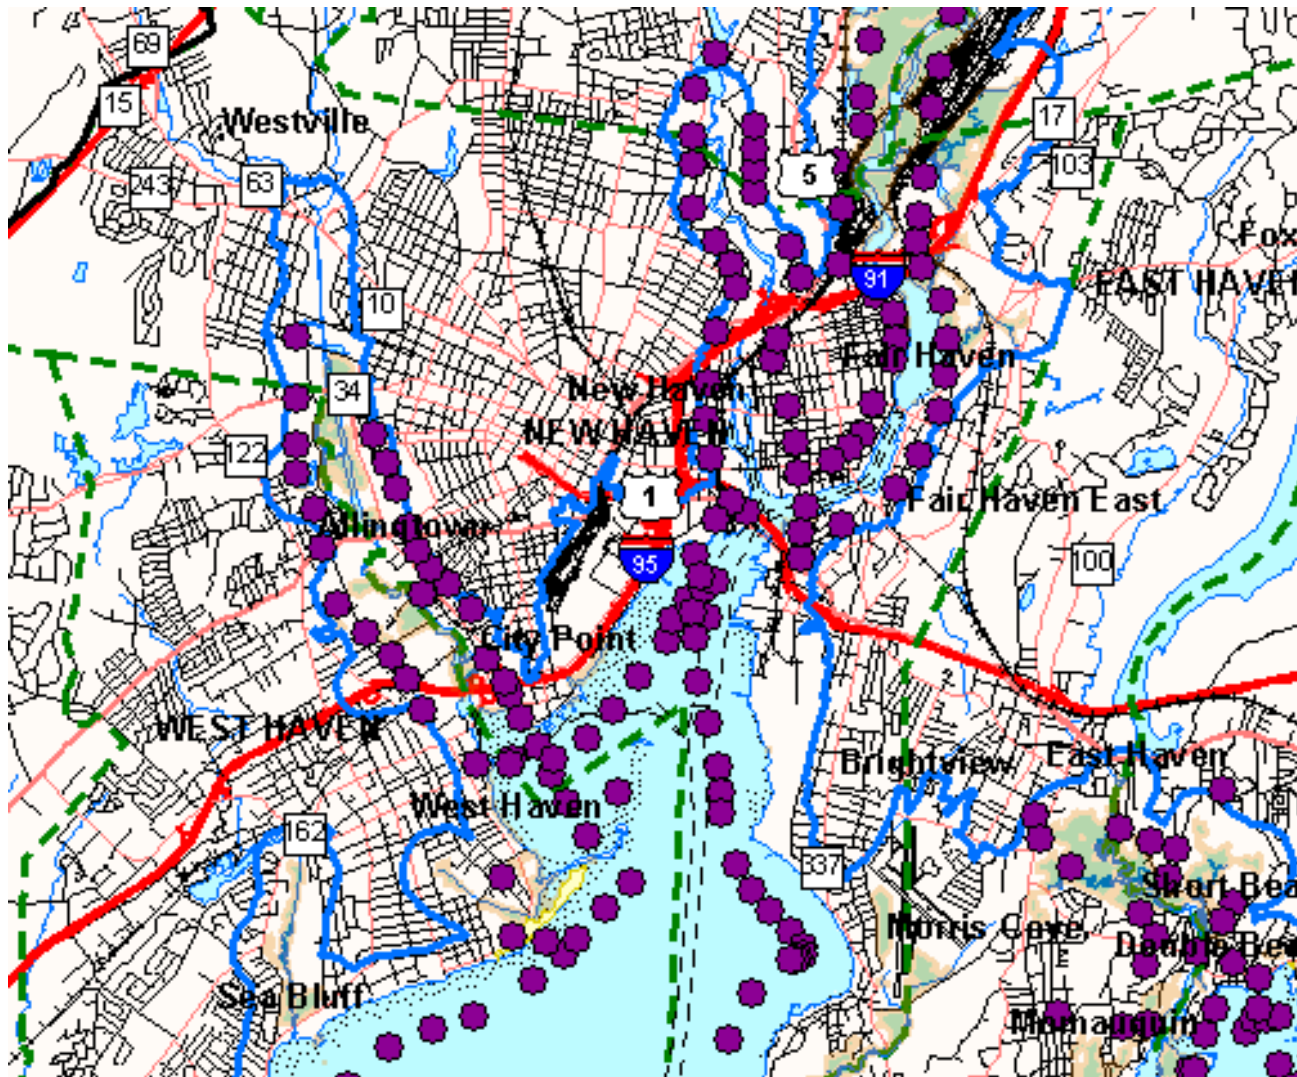 69
15
Westville
17
103
5
243
63
Fox
91
EAST HAVEN
10
Fair Haven
New Haven
34
NEW HAVEN
122
1
Fair Haven East
Allingtown
95
100
City Point
WEST HAVEN
East Haven
Brightview
West Haven
162
337
Short Bea
Morris Cove
Double Bea
Sea Bluff
Momauguin